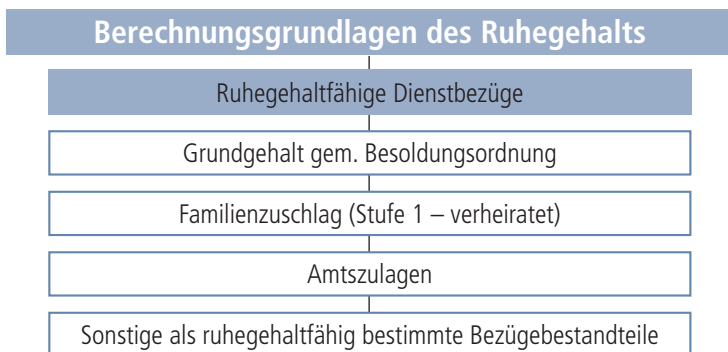 Berechnungsgrundlagen des Ruhegehalts
Ruhegehaltfähige Dienstbezüge
Grundgehalt gem. Besoldungsordnung
Familienzuschlag (Stufe 1 – verheiratet)
Amtszulagen
Sonstige als ruhegehaltfähig bestimmte Bezügebestandteile